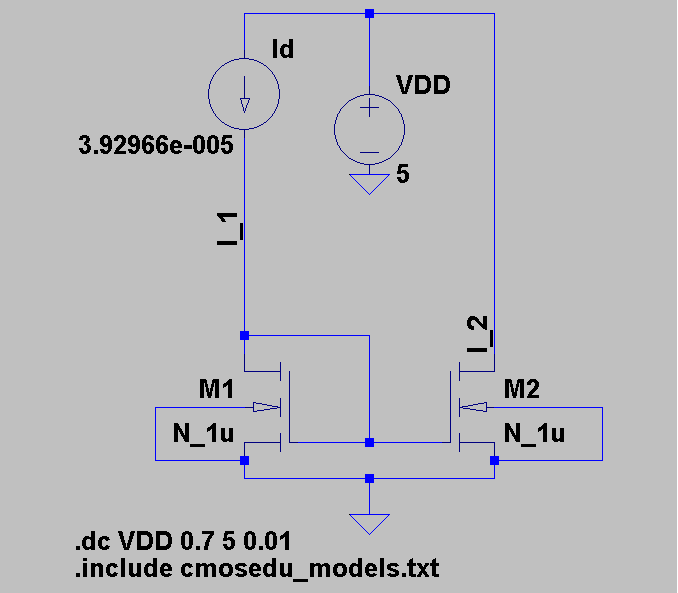 Id
VDD
3.92966e-005
5
I_1
I_2
M1
M2
N_1u
N_1u
.dc VDD 0.7 5 0.01
.include cmosedu_models.txt